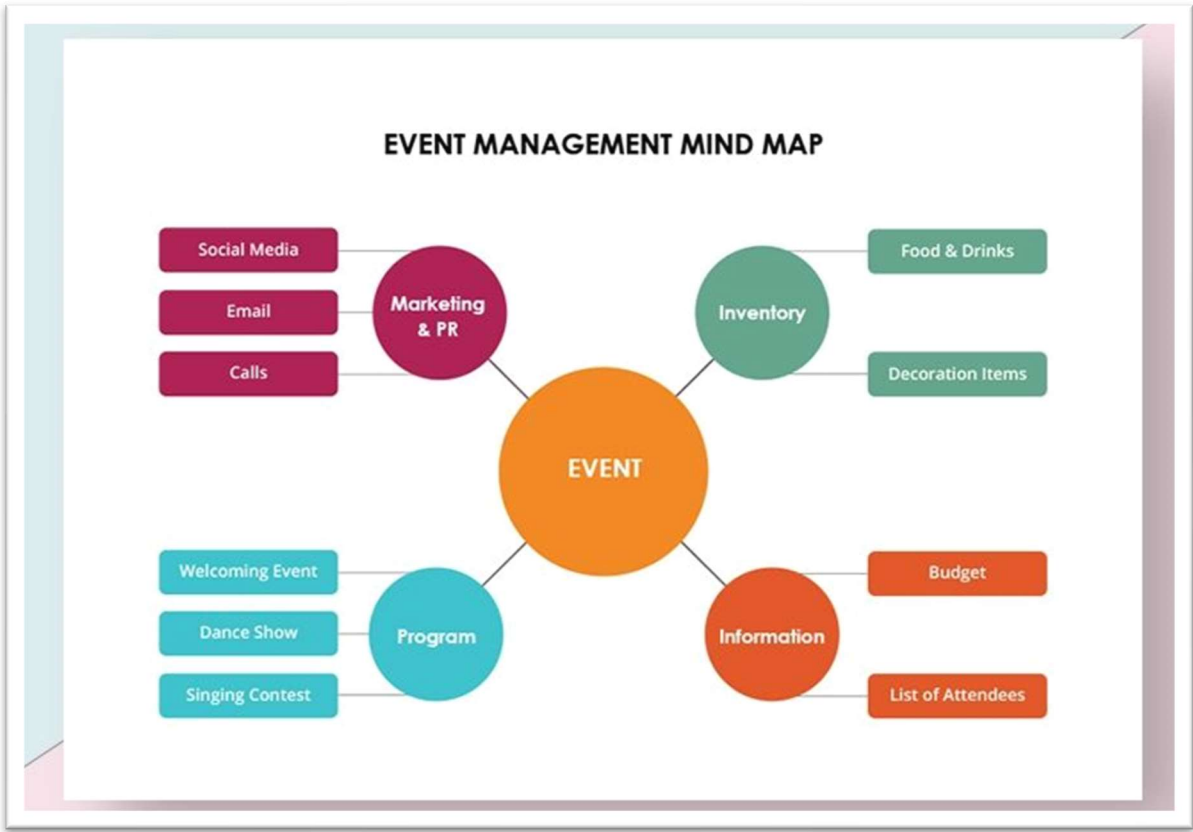 EVENT MANAGEMENT MIND MAP
Social Media
Email
Calls
Marketing
& PR
Inventory
Food & Drinks
Decoration Items
EVENT
Welcoming Event
Dance Show
Singing Contest
Program
Information
Budget
List of Attendees